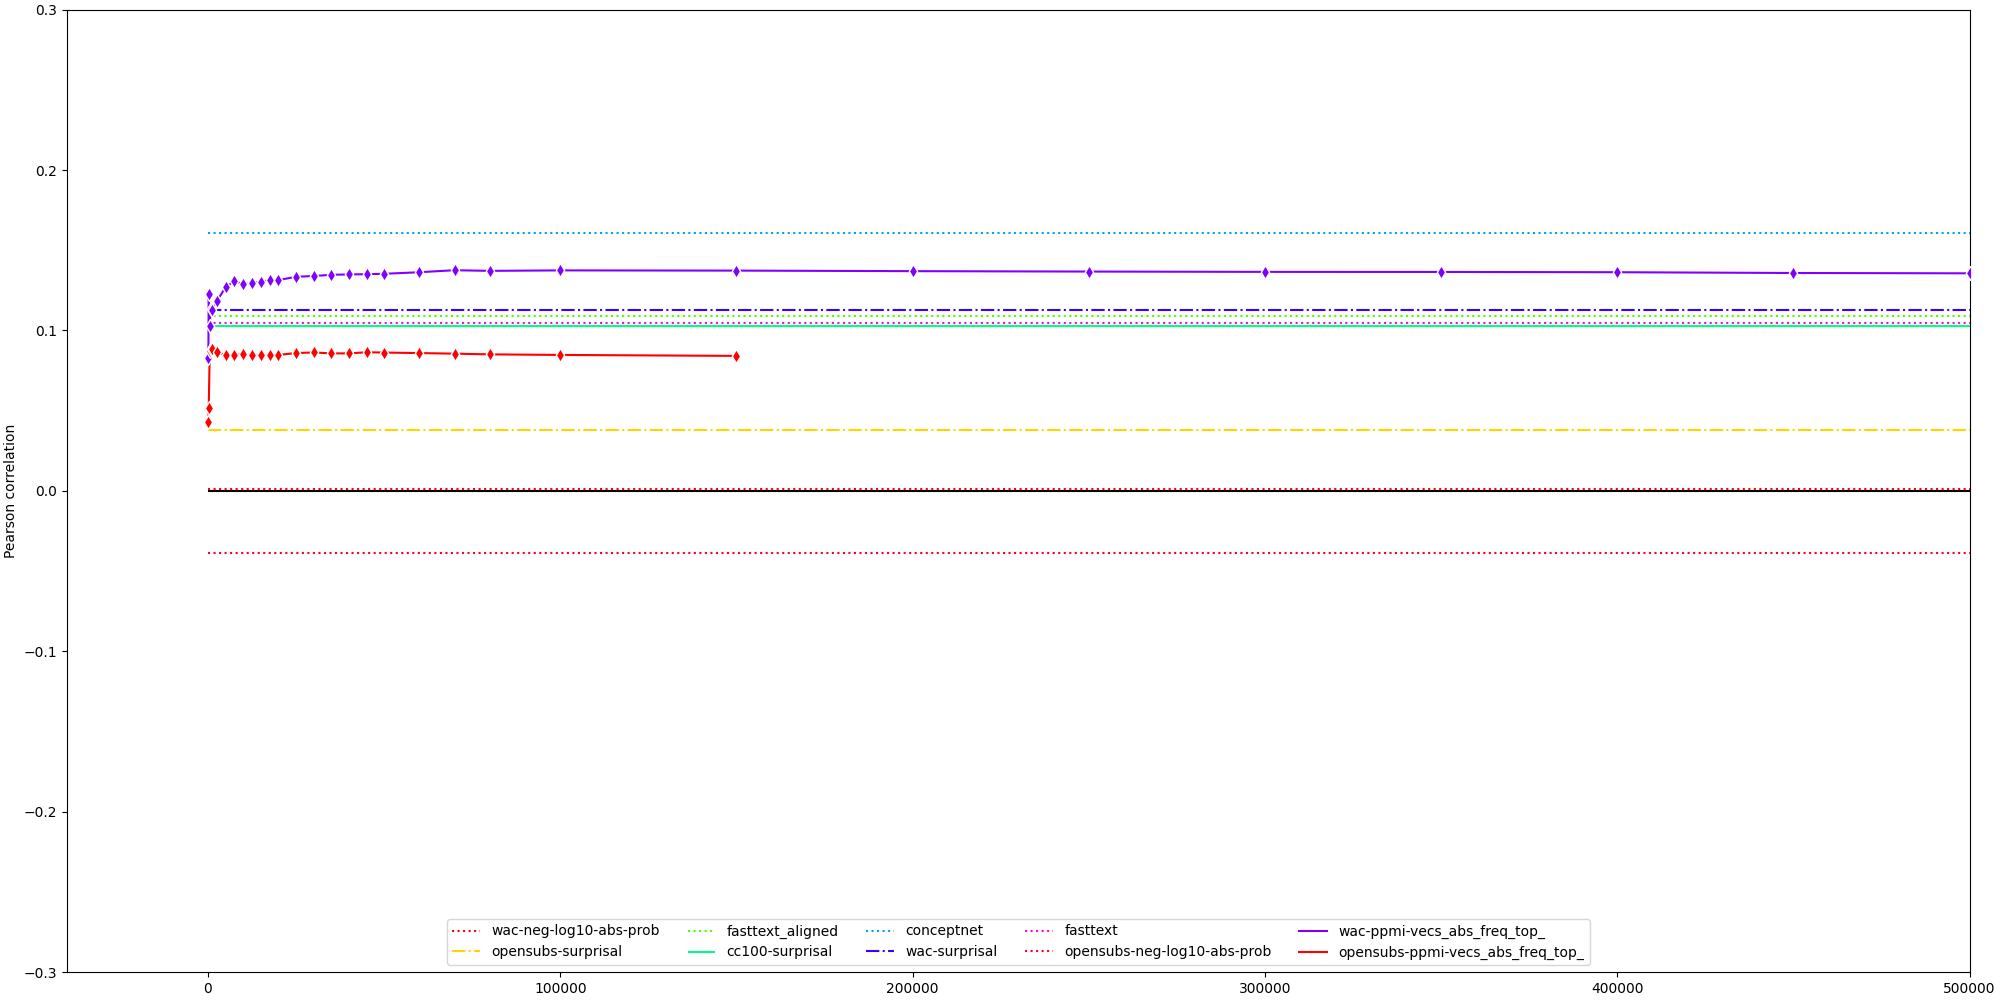 0.3
0.2
0.1
0.0
−0.1
−0.2
−0.3
Pearson correlation
wac-neg-log10-abs-prob
opensubs-surprisal
fasttext_aligned
cc100-surprisal
conceptnet
wac-surprisal
fasttext
opensubs-neg-log10-abs-prob
wac-ppmi-vecs_abs_freq_top_
opensubs-ppmi-vecs_abs_freq_top_
0 100000 200000 300000 400000 500000